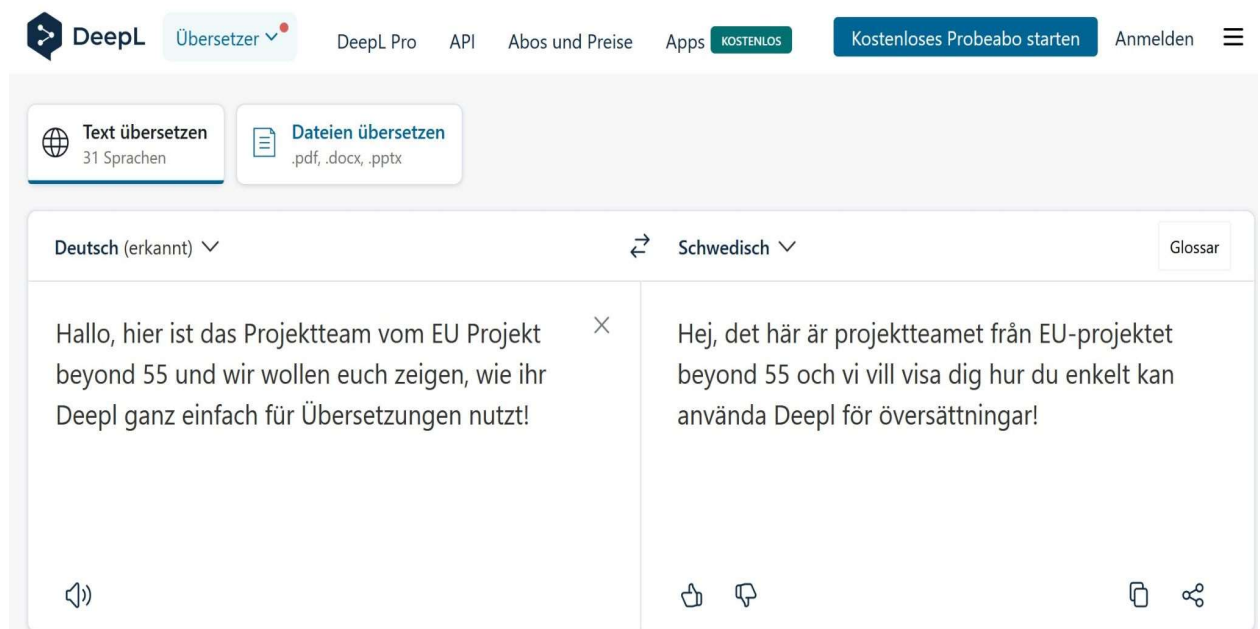 DeepL Übersetzer DeepL Pro API Abos und Preise Apps KOSTENLOS Kostenloses Probeabo starten Anmelden
Text übersetzen
31 Sprachen
Dateien übersetzen
.pdf, .docx, .pptx
Deutsch (erkannt)
Schwedisch
Glossar
Hallo, hier ist das Projektteam vom EU Projekt
beyond 55 und wir wollen euch zeigen, wie ihr
Deepl ganz einfach für Übersetzungen nutzt!
Hej, det här är projektteamet från EU-projektet
beyond 55 och vi vill visa dig hur du enkelt kan
använda Deepl för översättningar!